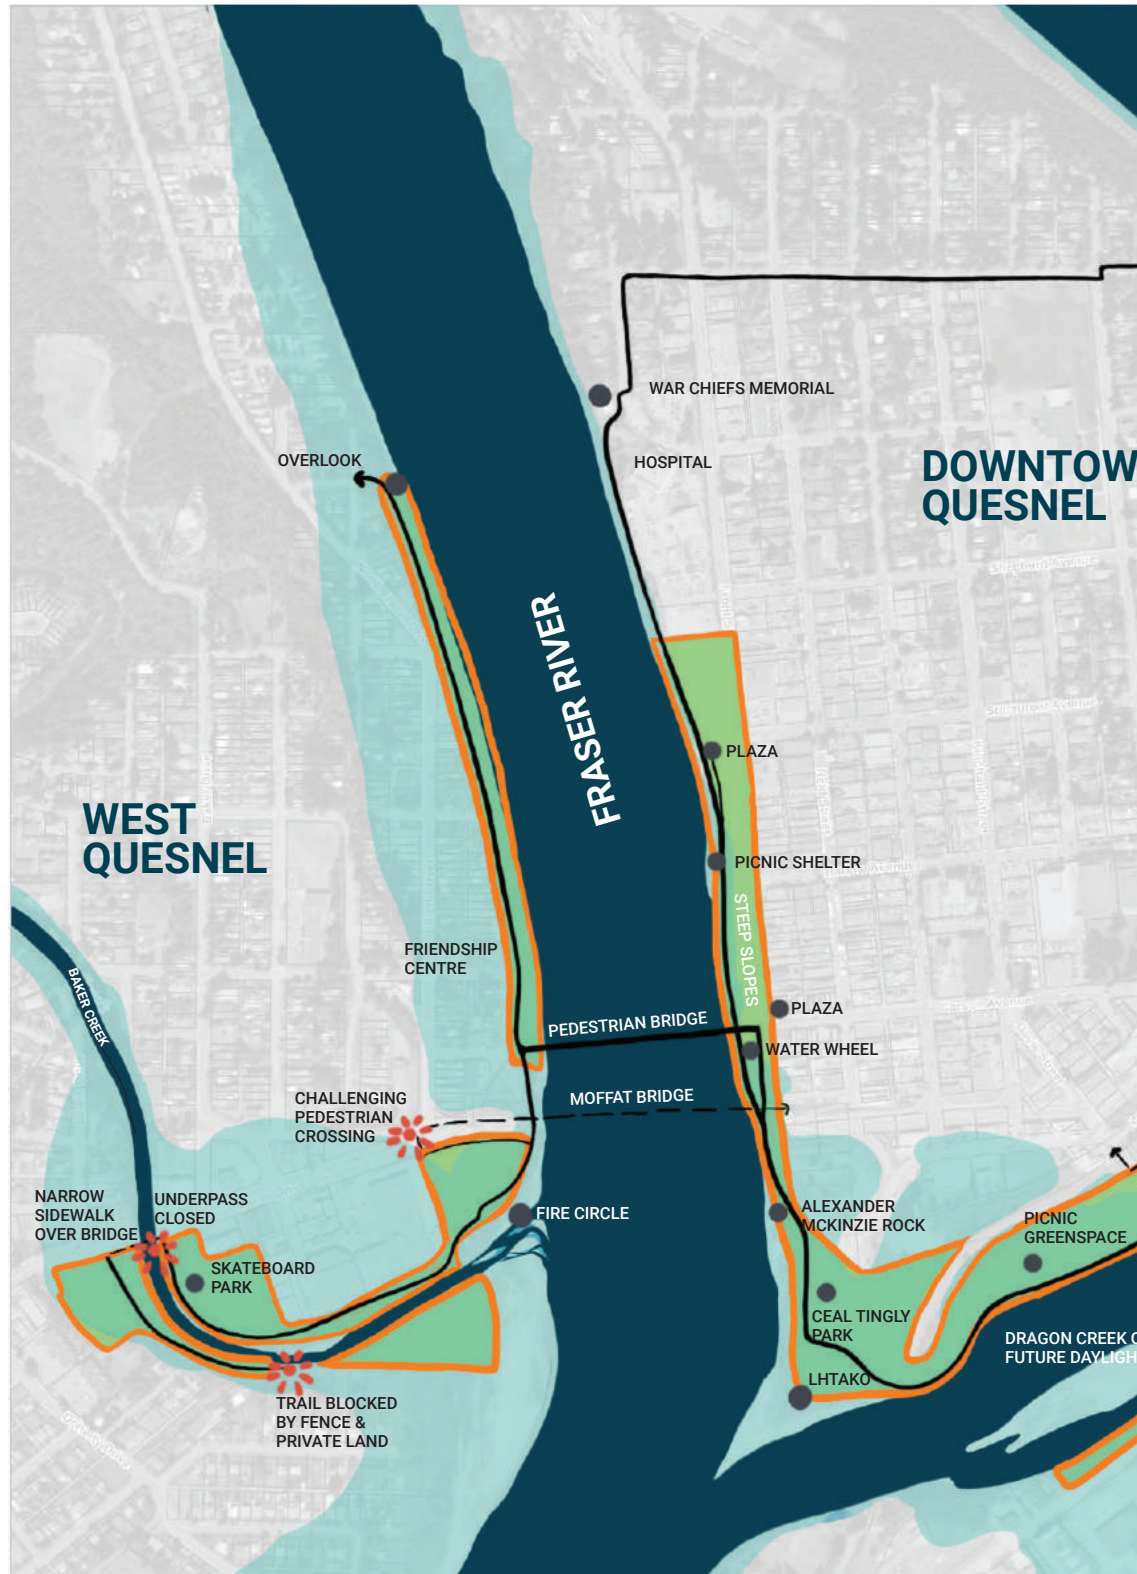 WAR CHIEFS MEMORIAL
OVERLOOK
HOSPITAL
DOWNTOW
QUESNEL
FRASER RIVER
PLAZA
WEST
QUESNEL
PICNIC SHELTER
STEEP SLOPES
FRIENDSHIP
CENTRE
BAKER CREEK
PLAZA
PEDESTRIAN BRIDGE
WATER WHEEL
MOFFAT BRIDGE
CHALLENGING
PEDESTRIAN
CROSSING
NARROW
SIDEWALK
OVER BRIDGE
UNDERPASS
CLOSED
FIRE CIRCLE
ALEXANDER
MCKINZIE ROCK
PICNIC
GREENSPACE
SKATEBOARD
PARK
CEAL TINGLY
PARK
DRAGON CREEK
FUTURE DAYLIGH
LHTAKO
TRAIL BLOCKED
BY FENCE &
PRIVATE LAND